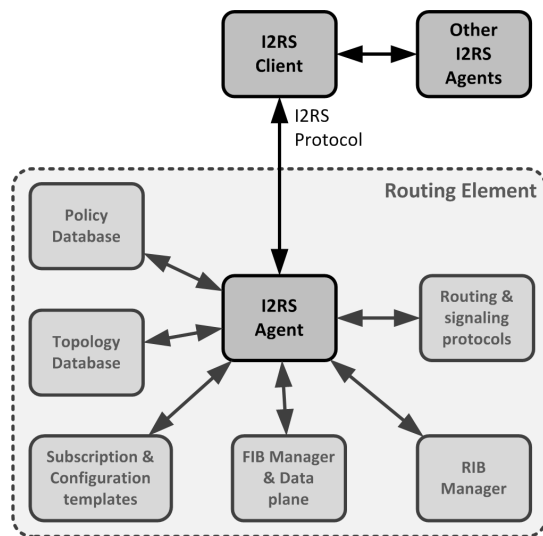 I2RS
Client
Other
I2RS
Agents
I2RS
Protocol
Routing Element
Policy
Database
I2RS
Agent
Routing &
signaling
protocols
Topology
Database
Subscription &
Configuration
templates
FIB Manager
& Data
plane
RIB
Manager